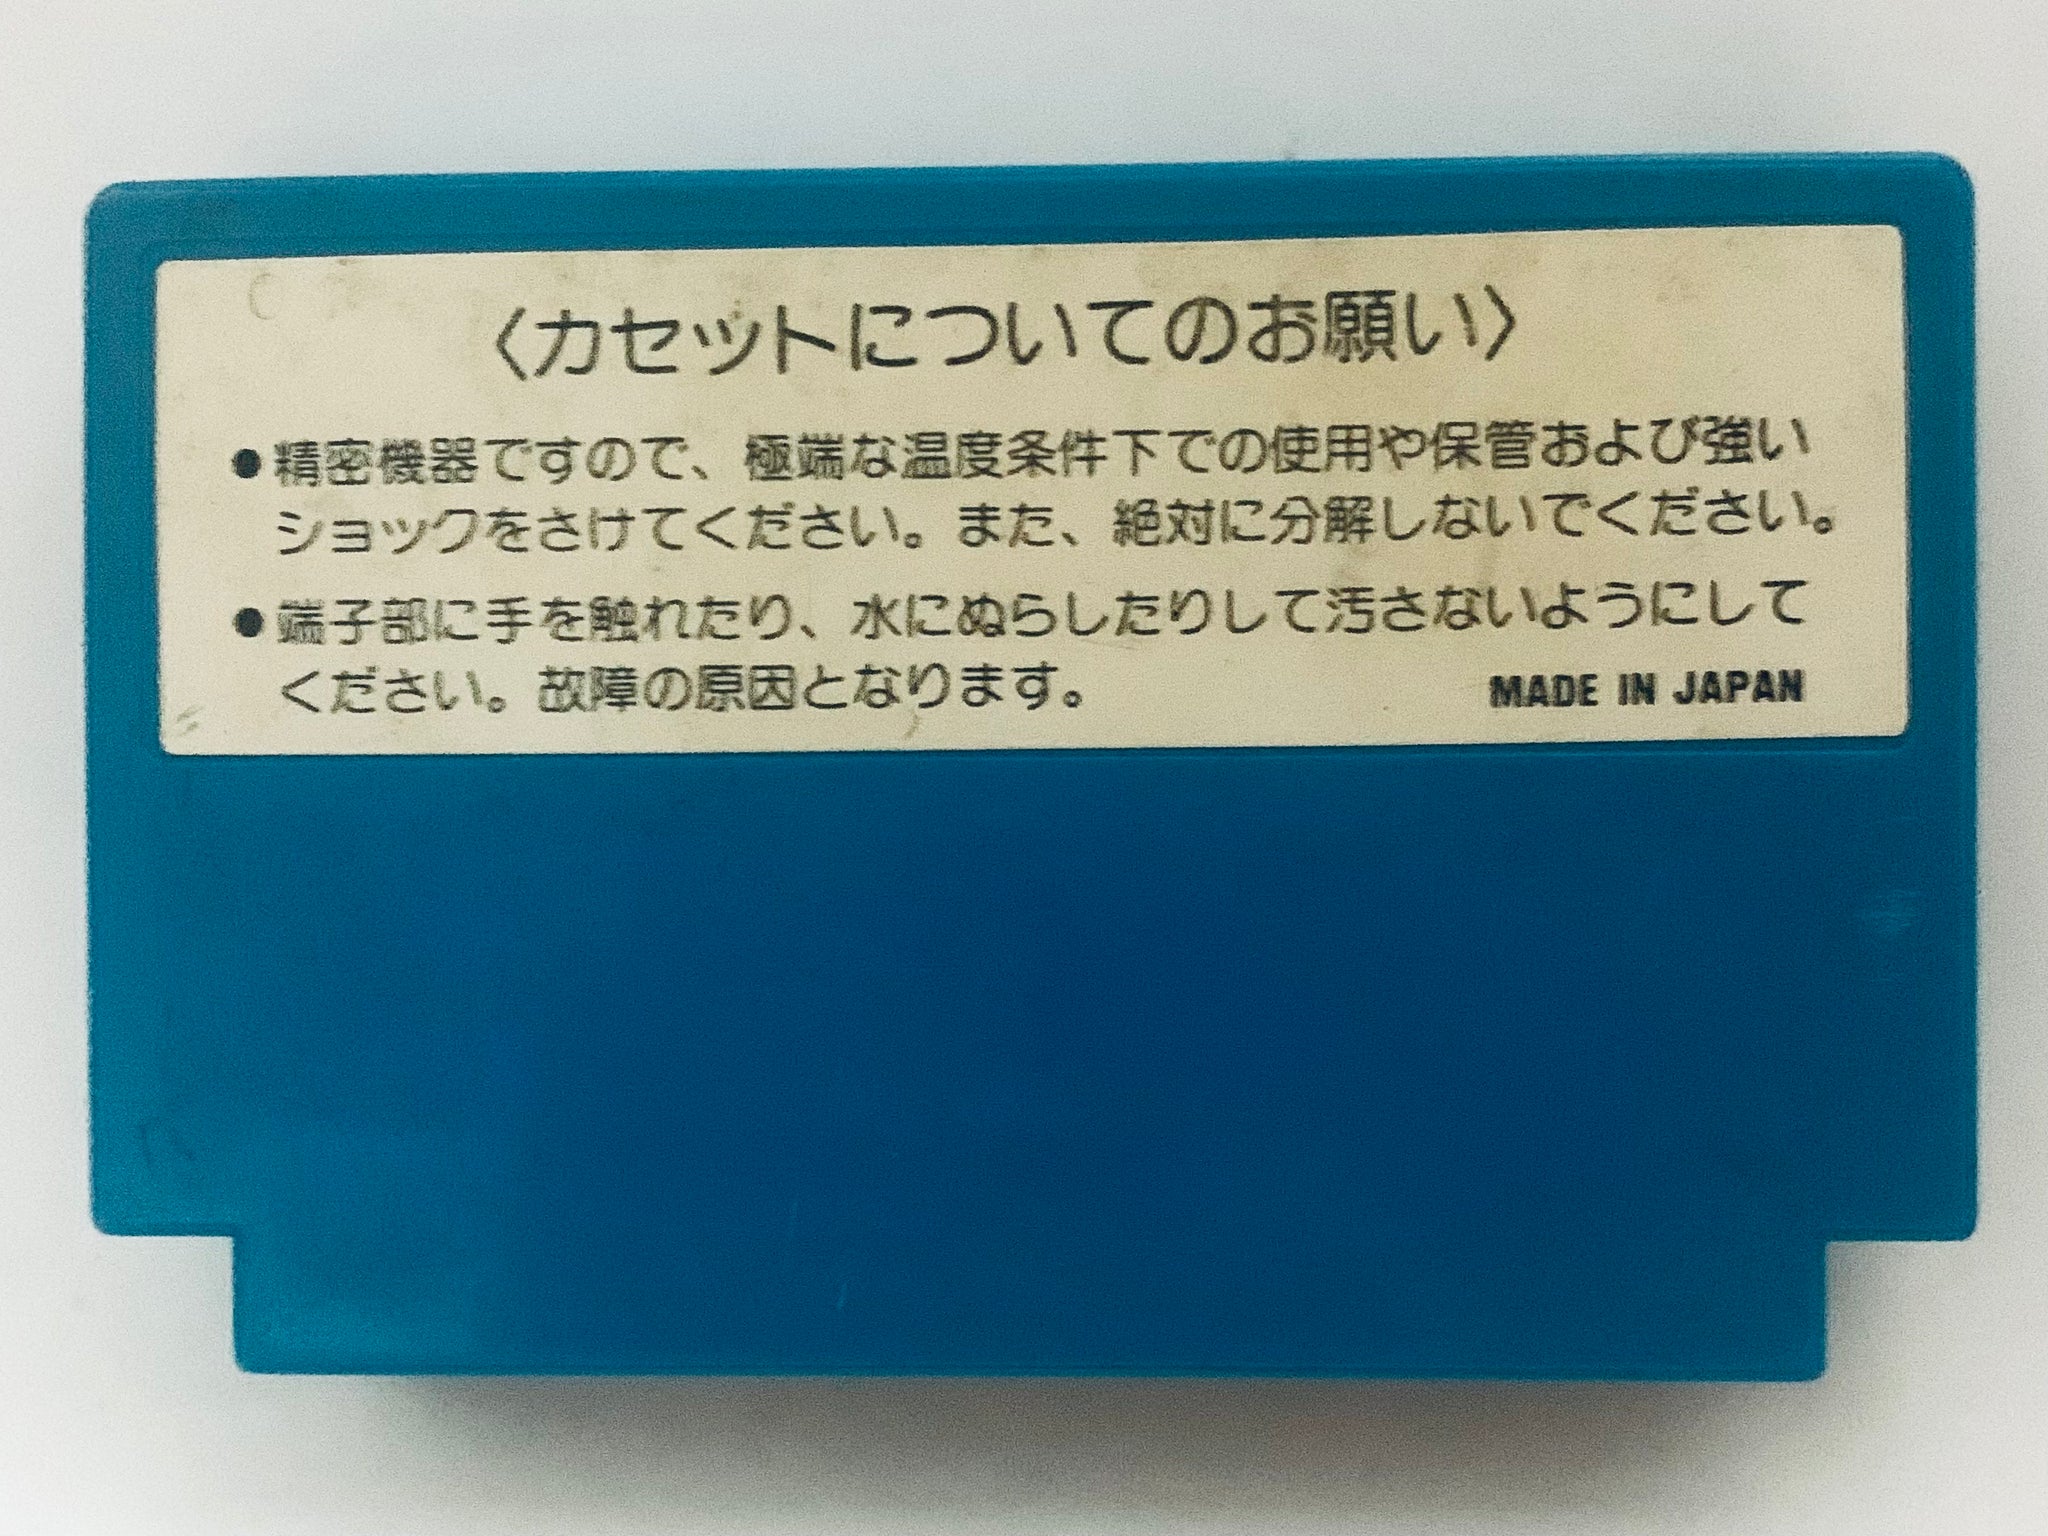 〈カセットについてのお願い〉
●精密機器ですので、極端な温度条件下での使用や保管および強い
ショックをさけてください。また、絶対に分解しないでください。
●端子部に手を触れたり、水にぬらしたりして汚さないようにして
ください。故障の原因となります。
MADE IN JAPAN